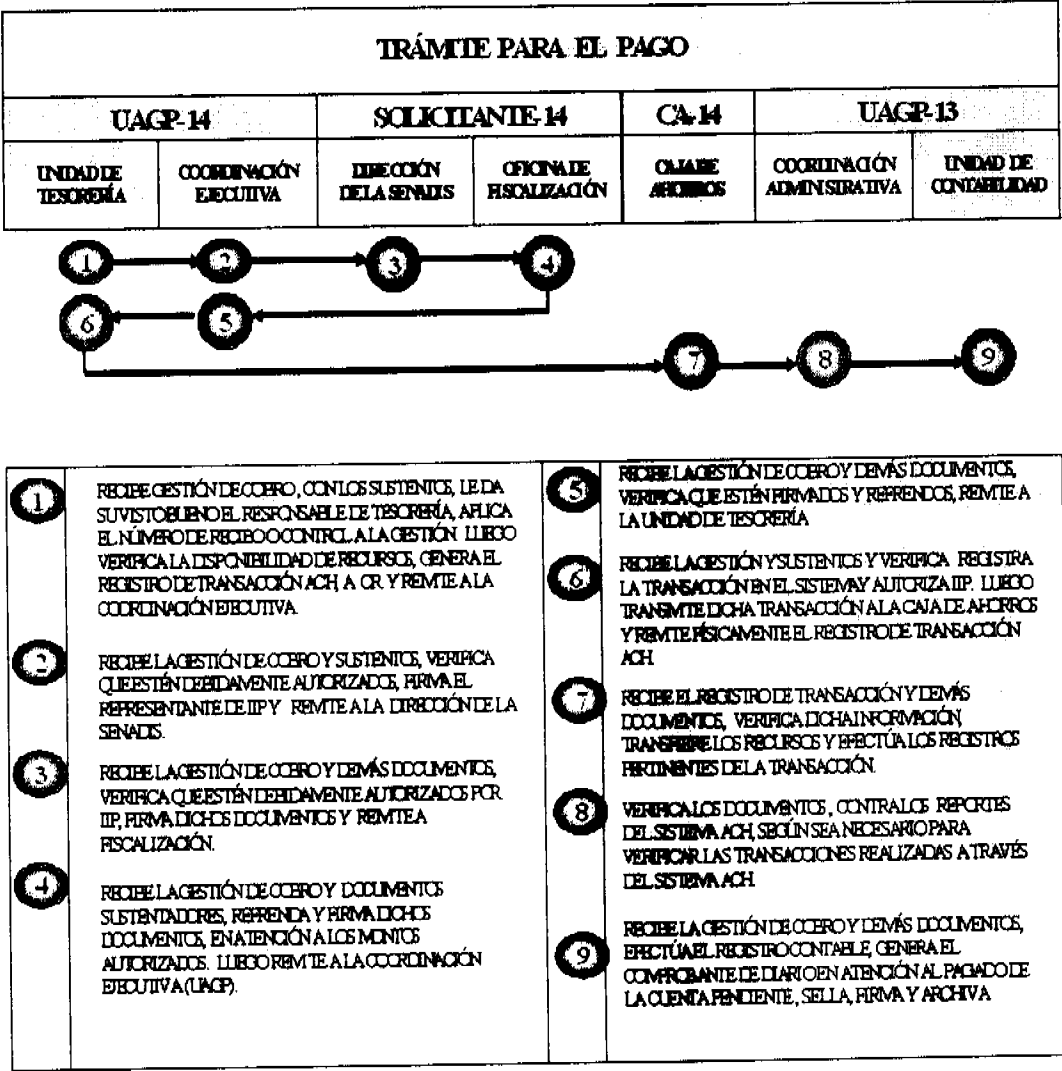 TRÁMITE PARA EL PAGO
UAGP-14 SOLICITANTE-14 CA-14 UAGP-13
UNIDAD DE TESORERÍA
COORDINACIÓN EJECUTIVA
DIRECCIÓN DE LA SENADIS
OFICINA DE FISCALIZACIÓN
CAJA DE AHORROS
COORDINACIÓN ADMINISTRATIVA
UNIDAD DE CONTABILIDAD
1 2 3 4
6 5
7 8 9
1
RECIBE GESTIÓN DE COBRO, CON LOS SUSTENTOS, LE DA
SU VISTO BUENO EL RESPONSABLE DE TESORERÍA, APLICA
EL NÚMERO DE RECIBO O CONTROL A LA GESTIÓN. LUEGO
VERIFICA LA DISPONIBILIDAD DE RECURSOS, GENERA EL
REGISTRO DE TRANSACCIÓN ACH, A CR Y REMITE A LA
COORDINACIÓN EJECUTIVA.
2
RECIBE LA GESTIÓN DE COBRO Y SUSTENTOS, VERIFICA
QUE ESTÉN DEBIDAMENTE AUTORIZADOS, FIRMA EL
REPRESENTANTE DE IIP Y REMITE A LA DIRECCIÓN DE LA
SENADIS.
3
RECIBE LA GESTIÓN DE COBRO Y DEMÁS DOCUMENTOS,
VERIFICA QUE ESTÉN DEBIDAMENTE AUTORIZADOS POR
IIP, FIRMA DICHOS DOCUMENTOS Y REMITE A
FISCALIZACIÓN.
4
RECIBE LA GESTIÓN DE COBRO Y DOCUMENTOS
SUSTENTADORES, REFRENDA Y FIRMA DICHOS
DOCUMENTOS, EN ATENCIÓN A LOS MONTOS
AUTORIZADOS. LUEGO REMITE A LA COORDINACIÓN
EJECUTIVA (UAGP).
5
RECIBE LA GESTIÓN DE COBRO Y DEMÁS DOCUMENTOS,
VERIFICA QUE ESTÉN FIRMADOS Y REFRENDOS, REMITE A
LA UNIDAD DE TESORERÍA
6
RECIBE LA GESTIÓN Y SUSTENTOS Y VERIFICA REGISTRA
LA TRANSACCIÓN EN EL SISTEMA Y AUTORIZA IIP. LUEGO
TRANSMITE DICHA TRANSACCIÓN A LA CAJA DE AHORROS
Y REMITE FÍSICAMENTE EL REGISTRO DE TRANSACCIÓN
ACH.
7
RECIBE EL REGISTRO DE TRANSACCIÓN Y DEMÁS
DOCUMENTOS, VERIFICA DICHA INFORMACIÓN,
TRANSFIERE LOS RECURSOS Y EFECTÚA LOS REGISTROS
PERTINENTES DE LA TRANSACCIÓN.
8
VERIFICA LOS DOCUMENTOS, CONTRA LOS REPORTES
DEL SISTEMA ACH, SEGÚN SEA NECESARIO PARA
VERIFICAR LAS TRANSACCIONES REALIZADAS A TRAVÉS
DEL SISTEMA ACH.
9
RECIBE LA GESTIÓN DE COBRO Y DEMÁS DOCUMENTOS,
EFECTÚA EL REGISTRO CONTABLE, GENERA EL
COMPROBANTE DE DIARIO EN ATENCIÓN AL PAGADO DE
LA CUENTA PENDIENTE, SELLA, FIRMA Y ARCHIVA